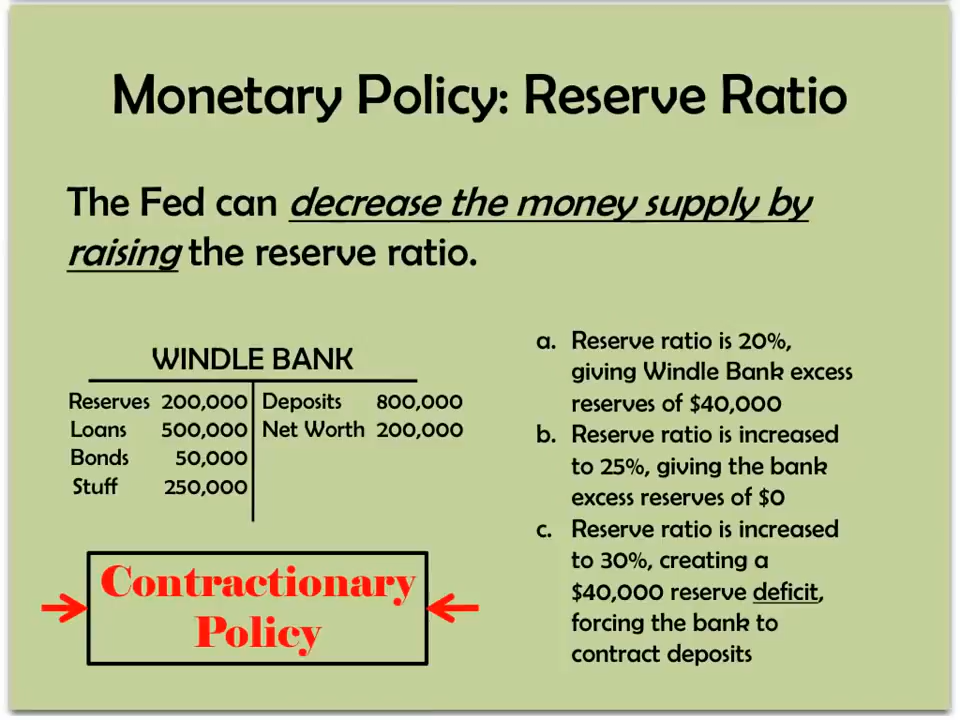 Monetary Policy: Reserve Ratio
The Fed can decrease the money supply by
raising the reserve ratio.
WINDLE BANK
Reserves 200,000 Deposits 800,000
Loans 500,000 Net Worth 200,000
Bonds 50,000
Stuff 250,000
Contractionary
Policy
a. Reserve ratio is 20%,
giving Windle Bank excess
reserves of $40,000
b. Reserve ratio is increased
to 25%, giving the bank
excess reserves of $0
c. Reserve ratio is increased
to 30%, creating a
$40,000 reserve deficit,
forcing the bank to
contract deposits